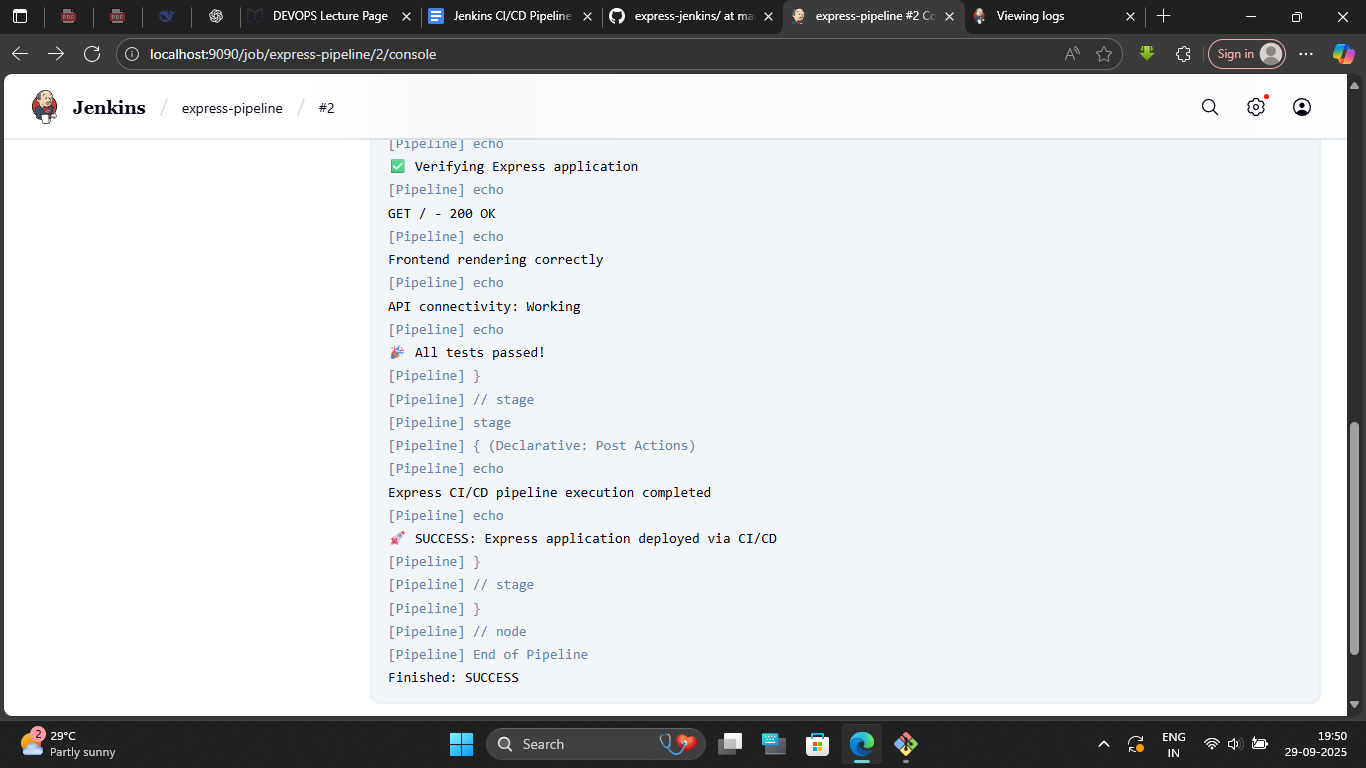 DEVOPS Lecture Page
Jenkins CI/CD Pipeline
express-jenkins/ at ma
express-pipeline #2 Co
Viewing logs
localhost:9090/job/express-pipeline/2/console
Sign in
Jenkins / express-pipeline / #2
[Pipeline] echo
✅ Verifying Express application
[Pipeline] echo
GET / - 200 OK
[Pipeline] echo
Frontend rendering correctly
[Pipeline] echo
API connectivity: Working
[Pipeline] echo
🎉 All tests passed!
[Pipeline] }
[Pipeline] // stage
[Pipeline] stage
[Pipeline] { (Declarative: Post Actions)
[Pipeline] echo
Express CI/CD pipeline execution completed
[Pipeline] echo
🚀 SUCCESS: Express application deployed via CI/CD
[Pipeline] }
[Pipeline] // stage
[Pipeline] }
[Pipeline] // node
[Pipeline] End of Pipeline
Finished: SUCCESS
2
29°C
Partly sunny
Search
ENG
IN
19:50
29-09-2025